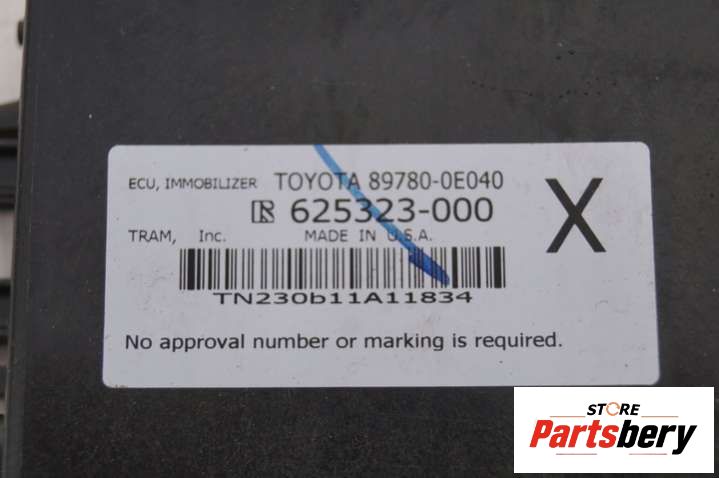 ECU, IMMOBILIZER TOYOTA 89780-0E040
R 625323-000
X
TRAM, Inc. MADE IN U.S.A.
TN230b11A11834
No approval number or marking is required.
STORE
Partsbery